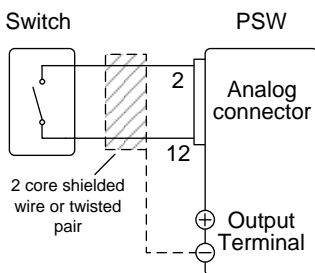 Switch
PSW
2
Analog
connector
12
2 core shielded
wire or twisted
pair
+
Output
Terminal
-